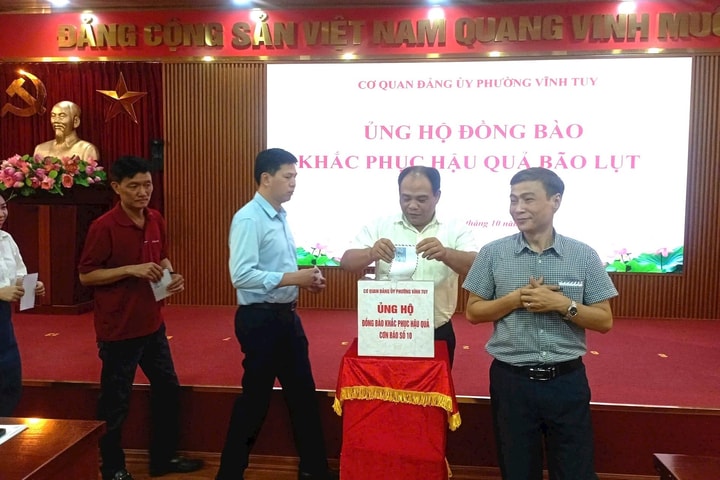 ĐẢNG CỘNG SẢN VIỆT NAM QUANG VINH MUÔ
CƠ QUAN ĐẢNG ỦY PHƯỜNG VĨNH TUY
ỦNG HỘ ĐỒNG BÀO
KHẮC PHỤC HẬU QUẢ BÃO LỤT
tháng 10
CƠ QUAN ĐẢNG ỦY PHƯỜNG VĨNH TUY
ỦNG HỘ
ĐỒNG BÀO KHẮC PHỤC HẬU QUẢ
CƠN BÃO SỐ 10